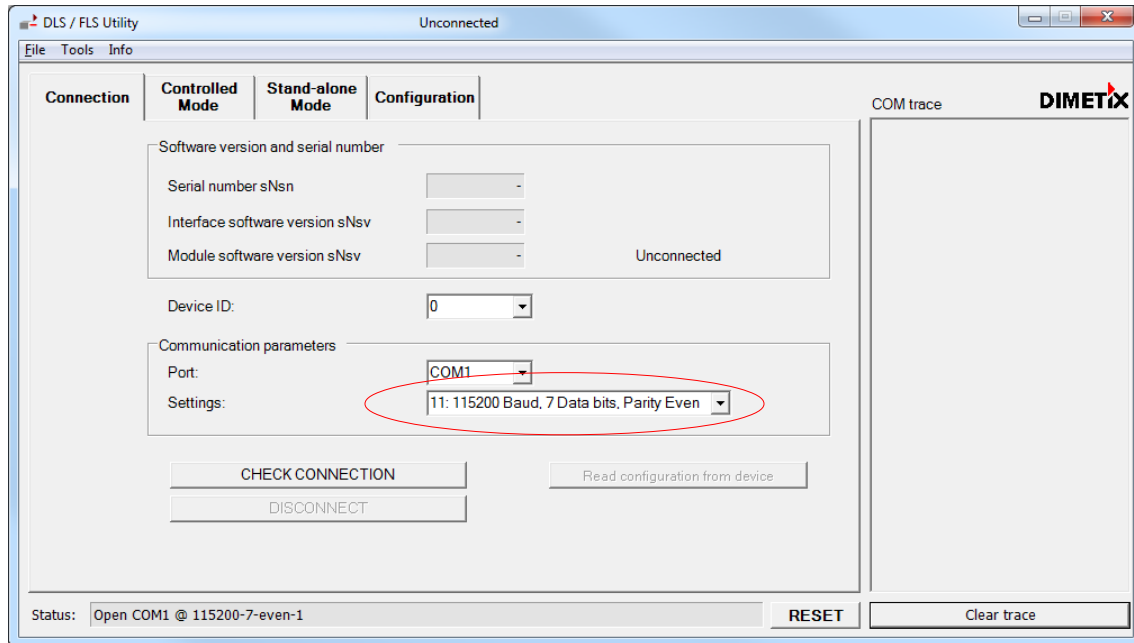 DLS / FLS Utility
Unconnected
File Tools Info
Connection
Controlled Mode
Stand-alone Mode
Configuration
COM trace
DIMETIX
Software version and serial number
Serial number sNsn
-
Interface software version sNsv
-
Module software version sNsv
-
Unconnected
Device ID:
0
Communication parameters
Port:
COM1
Settings:
11: 115200 Baud, 7 Data bits, Parity Even
CHECK CONNECTION
Read configuration from device
DISCONNECT
Status: Open COM1 @ 115200-7-even-1
RESET
Clear trace